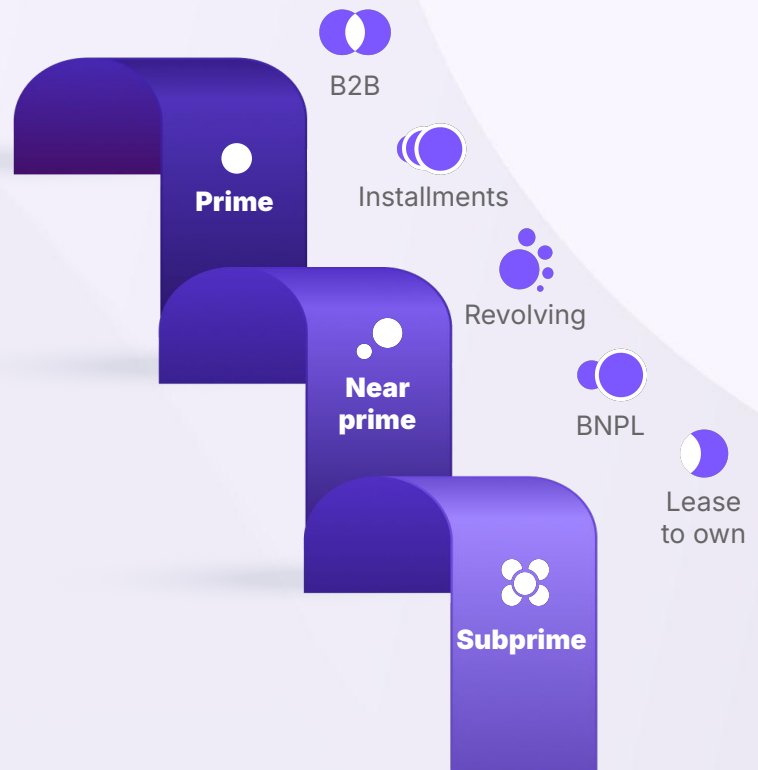 B2B
Prime
Installments
Revolving
Near
prime
BNPL
Lease
to own
Subprime